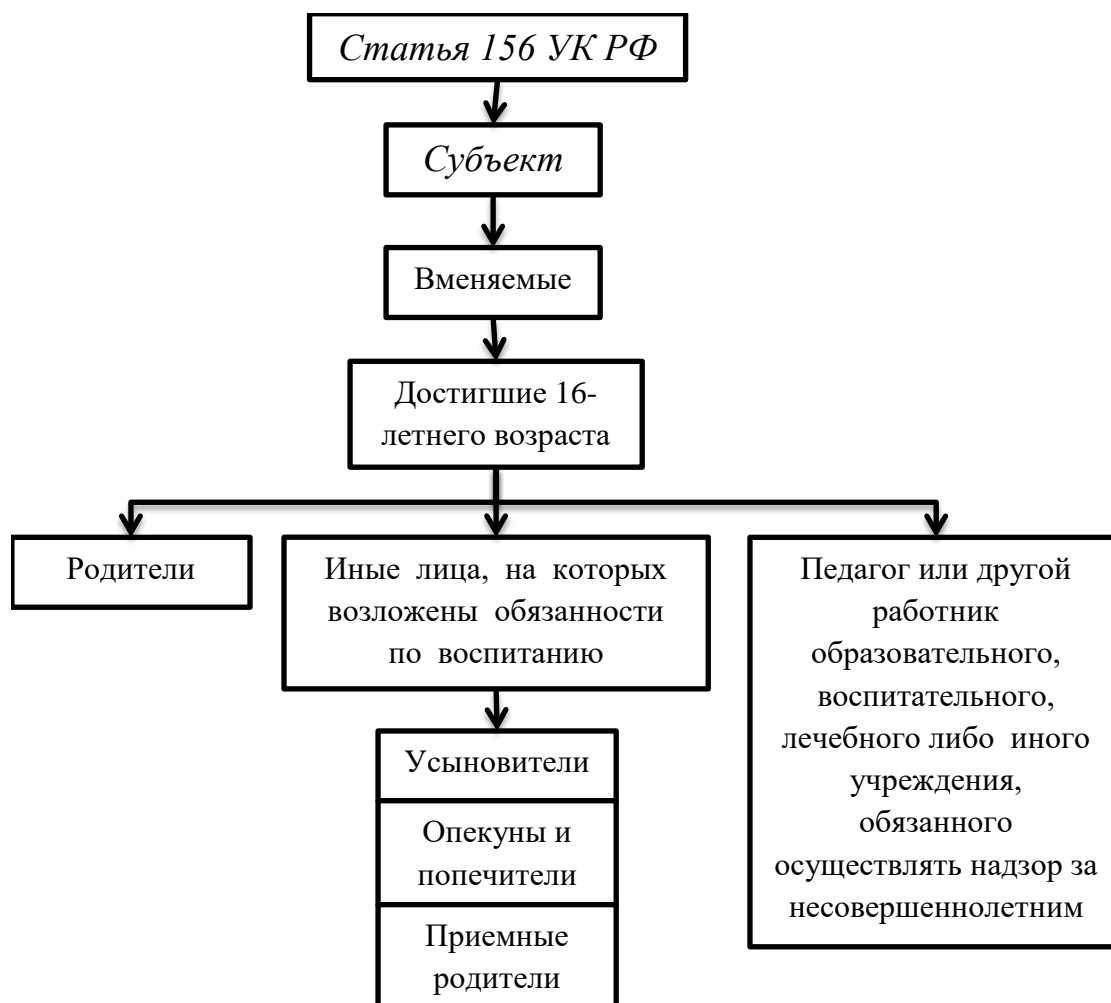 Статья 156 УК РФ
Субъект
Вменяемые
Достигшие 16-
летнего возраста
Родители
Иные лица, на которых
возложены обязанности
по воспитанию
Усыновители
Опекуны и
попечители
Приемные
родители
Педагог или другой
работник
образовательного,
воспитательного,
лечебного либо иного
учреждения,
обязанного
осуществлять надзор за
несовершеннолетним